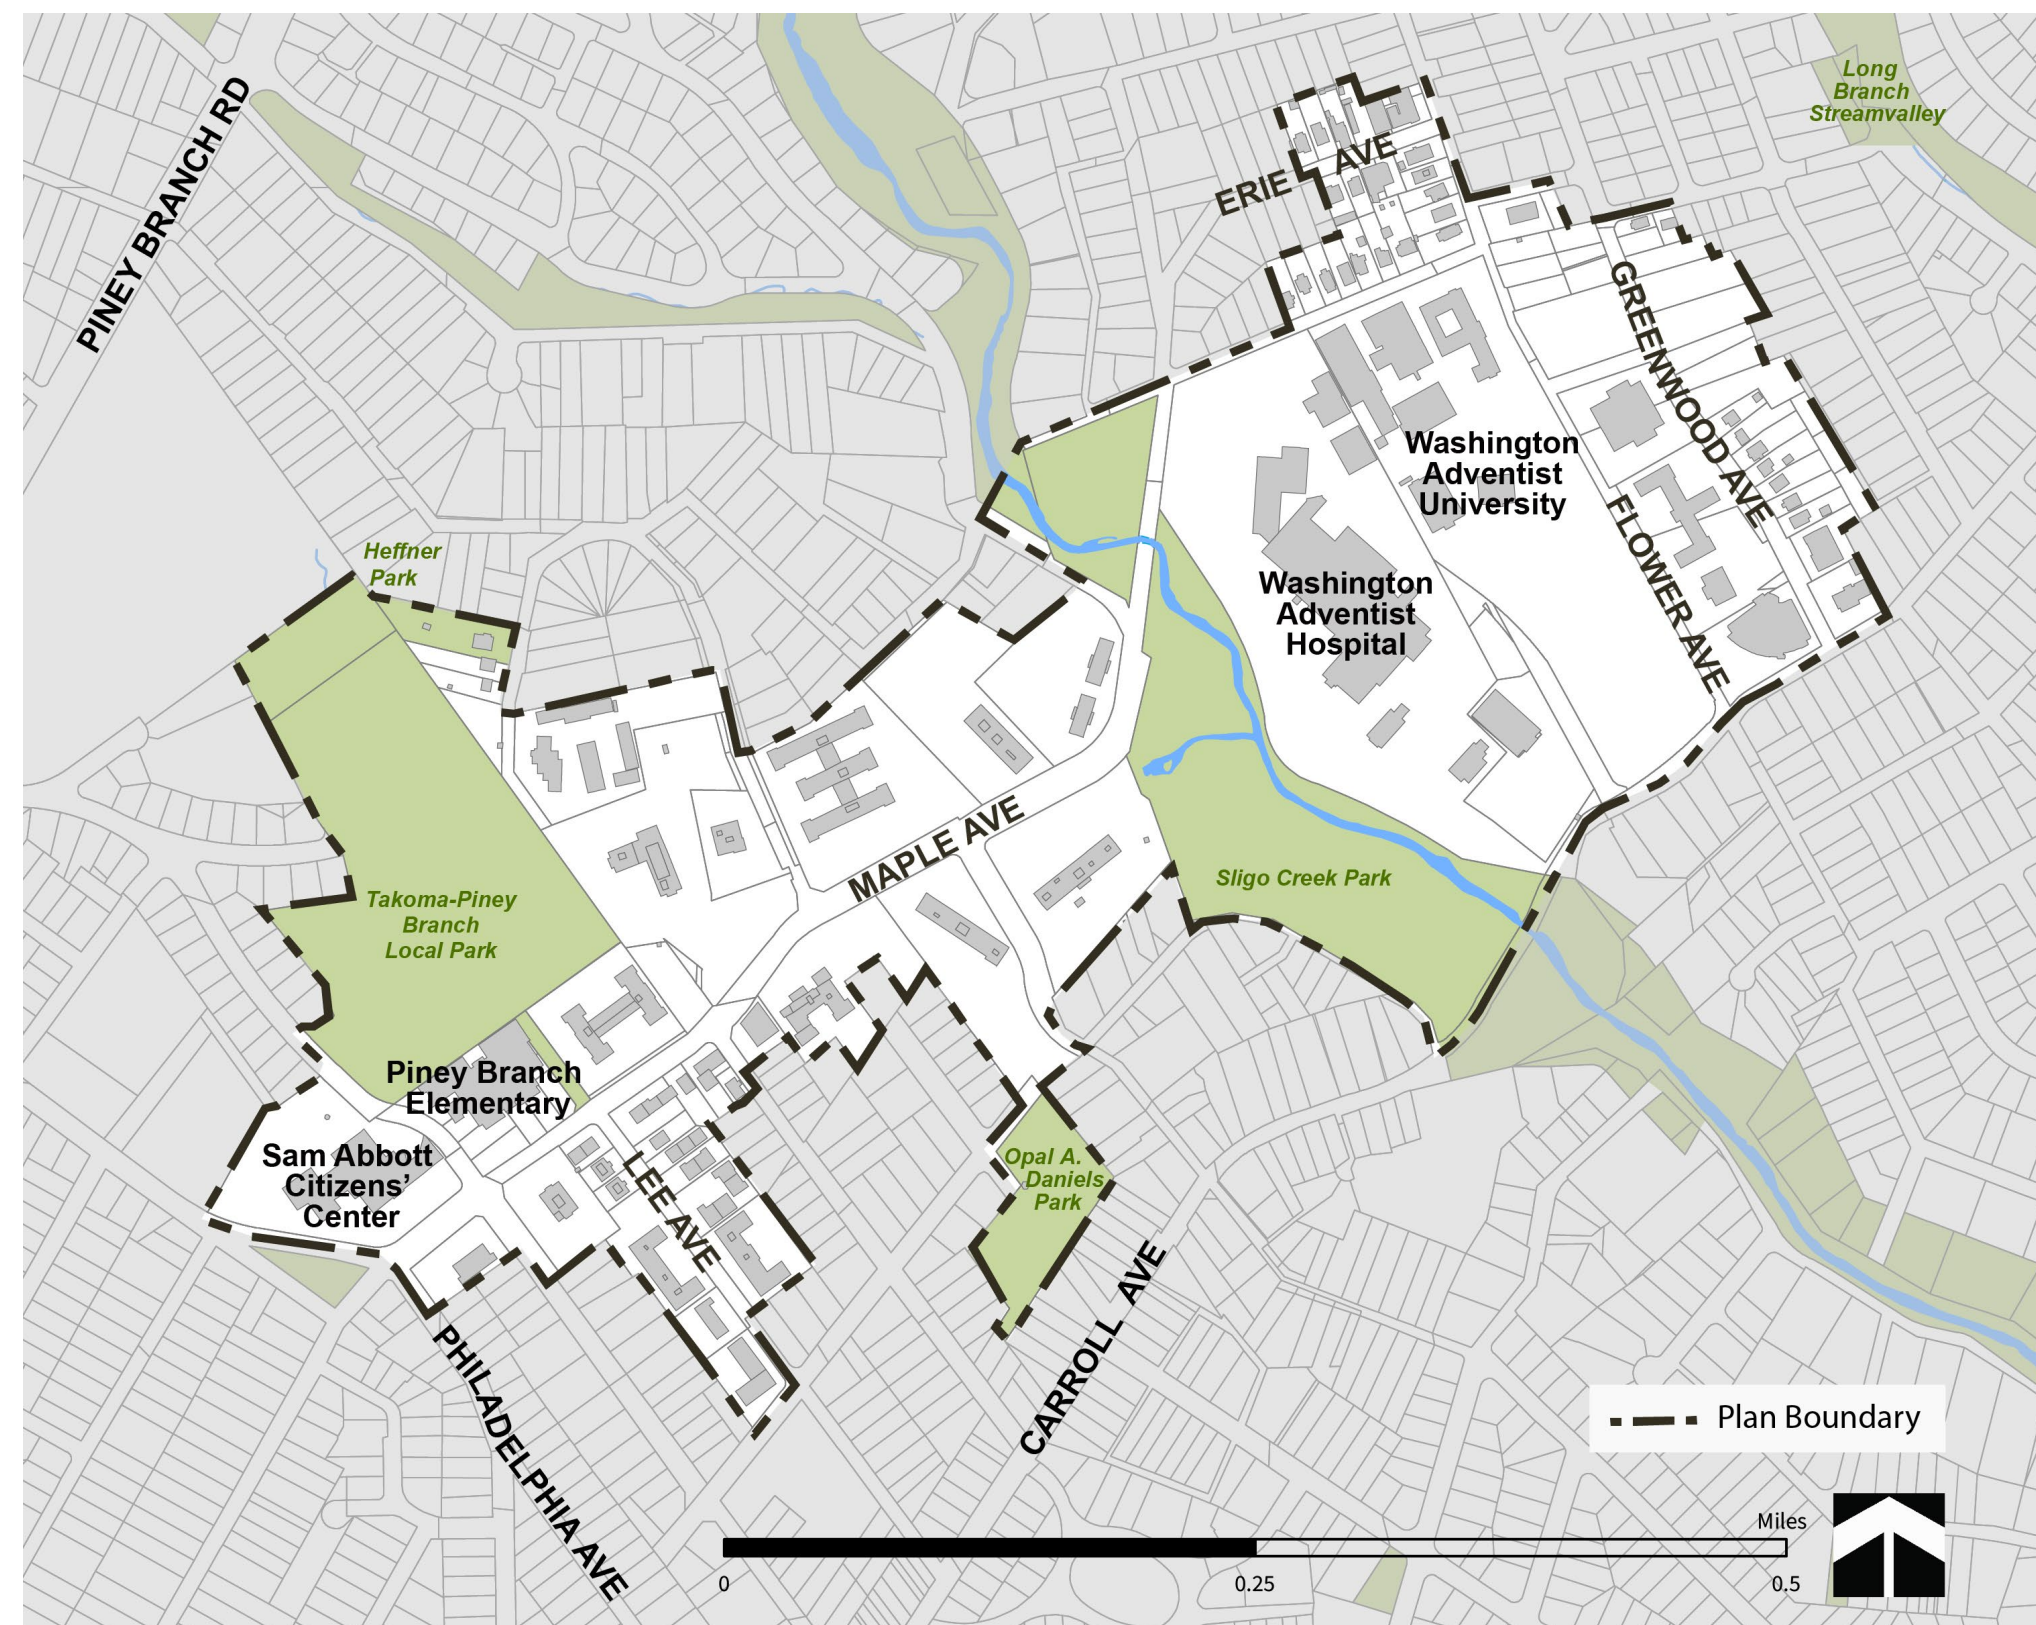 Long
Branch
Streamvalley
PINEY BRANCH RD
ERIE AVE
GREENWOOD AVE
Washington
Adventist
University
FLOWER AVE
Heffner
Park
Washington
Adventist
Hospital
MAPLE AVE
Sligo Creek Park
Takoma-Piney
Branch
Local Park
Piney Branch
Elementary
Sam Abbott
Citizens’
Center
LEE AVE
Opal A.
Daniels
Park
CARROLL AVE
PHILADELPHIA AVE
Plan Boundary
Miles
0
0.25
0.5